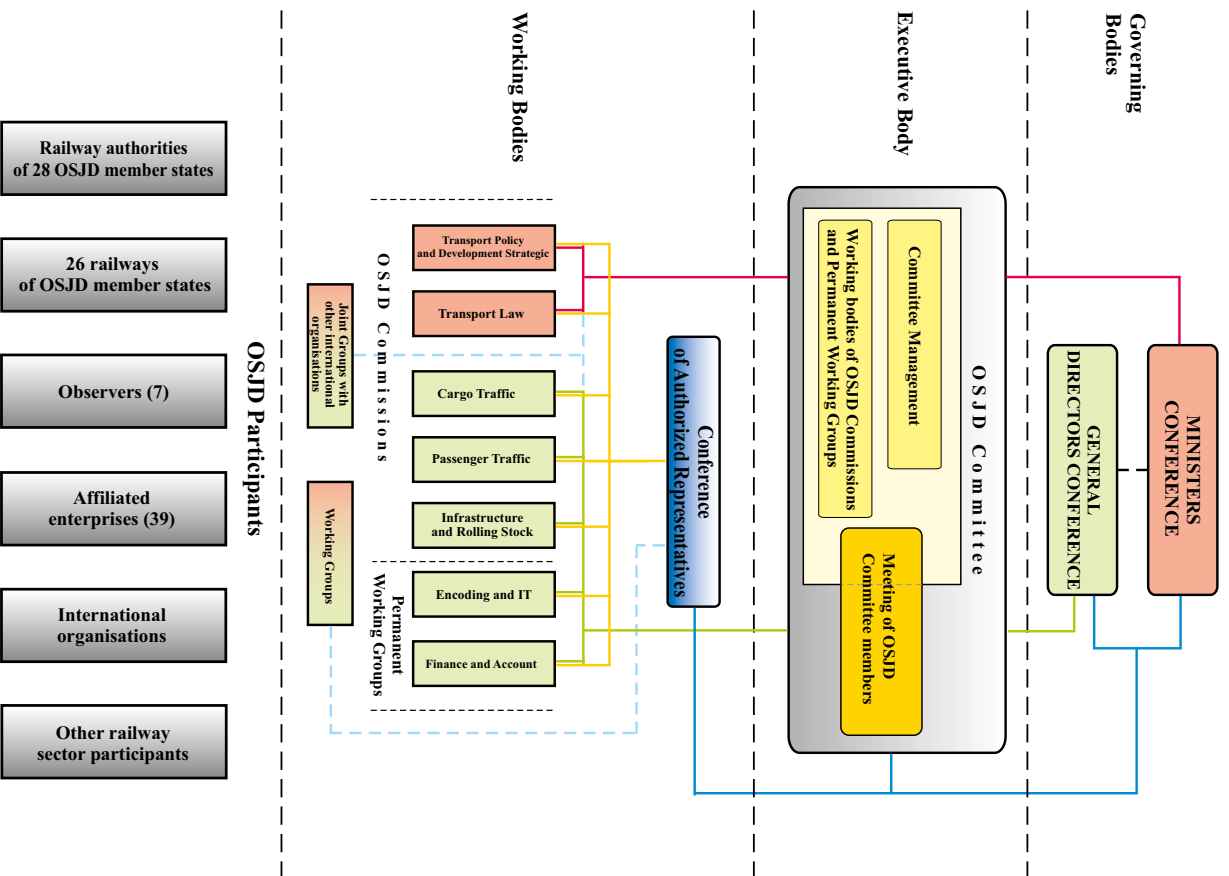 Governing
Bodies
MINISTERS
CONFERENCE
GENERAL
DIRECTORS CONFERENCE
Executive Body
OSJD Committee
Committee Management
Working bodies of OSJD Commissions
and Permanent Working Groups
Meeting of OSJD
Committee members
Working Bodies
Conference
of Authorized Representatives
Transport Policy
and Development Strategic
Transport Law
Cargo Traffic
Passenger Traffic
Infrastructure
and Rolling Stock
Encoding and IT
Finance and Account
OSJD Commissions
Permanent
Working Groups
Joint Groups with
other international
organisations
Working Groups
OSJD Participants
Railway authorities
of 28 OSJD member states
26 railways
of OSJD member states
Observers (7)
Affiliated
enterprises (39)
International
organisations
Other railway
sector participants